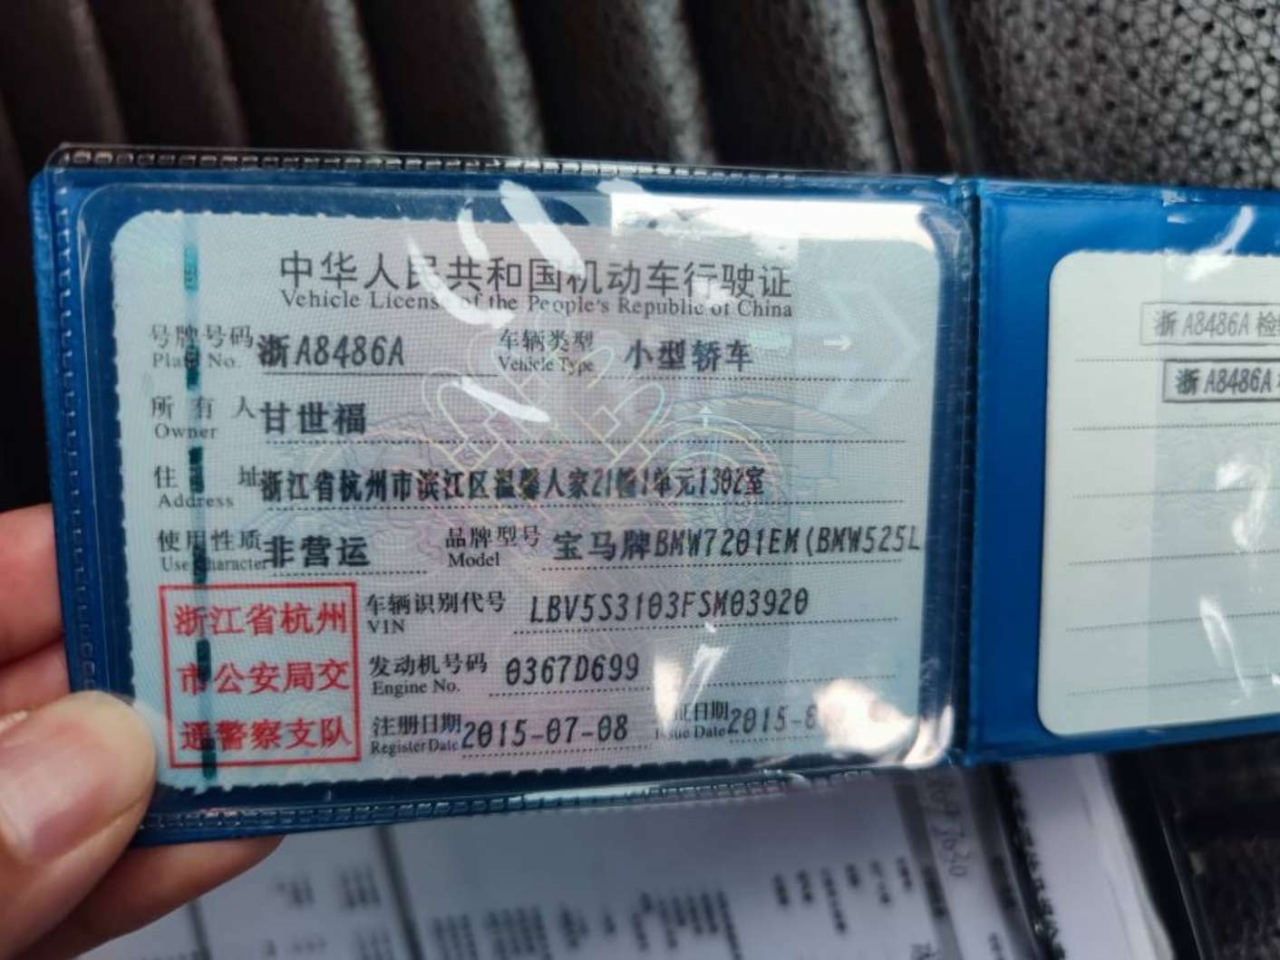 中华人民共和国机动车行驶证
Vehicle License of the People's Republic of China
号牌号码 浙A8486A 车辆类型 小型轿车
Plate No. Vehicle Type
所有人 甘世福
Owner
住址 浙江省杭州市滨江区温馨人家21幢1单元1302室
Address
使用性质 非营运 品牌型号 宝马牌BMW7201EM(BMW525L
Use Character Model
车辆识别代号 LBV5S3103FSM03920
VIN
发动机号码 0367D699
Engine No.
注册日期 2015-07-08 证日期 2015-
Register Date Issue Date
浙江省杭州
市公安局交
通警察支队
浙A8486A 检
浙A8486A